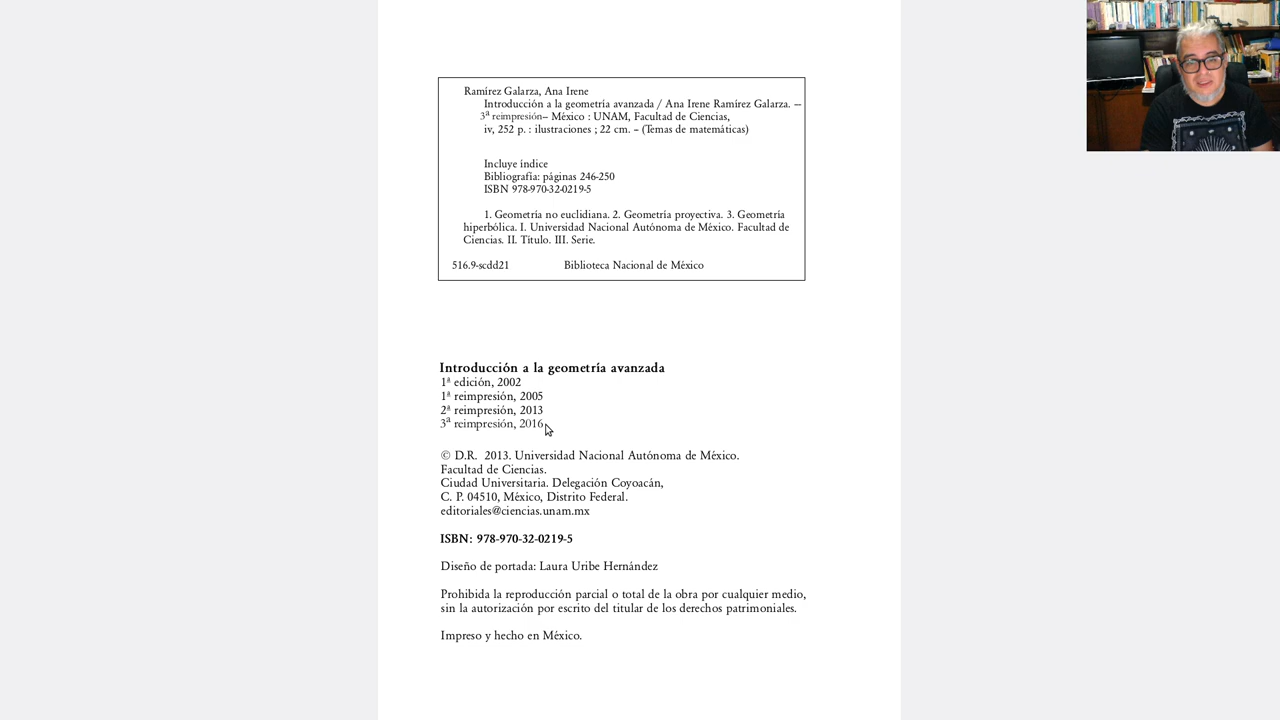 Ramírez Galarza, Ana Irene
Introducción a la geometría avanzada / Ana Irene Ramírez Galarza. --
3ª reimpresión– México : UNAM, Facultad de Ciencias,
iv, 252 p. : ilustraciones ; 22 cm. – (Temas de matemáticas)
Incluye índice
Bibliografía: páginas 246-250
ISBN 978-970-32-0219-5
1. Geometría no euclidiana. 2. Geometría proyectiva. 3. Geometría
hiperbólica. I. Universidad Nacional Autónoma de México. Facultad de
Ciencias. II. Título. III. Serie.
516.9-scdd21 Biblioteca Nacional de México
Introducción a la geometría avanzada
1ª edición, 2002
1ª reimpresión, 2005
2ª reimpresión, 2013
3ª reimpresión, 2016
© D.R. 2013. Universidad Nacional Autónoma de México.
Facultad de Ciencias.
Ciudad Universitaria. Delegación Coyoacán,
C. P. 04510, México, Distrito Federal.
editoriales@ciencias.unam.mx
ISBN: 978-970-32-0219-5
Diseño de portada: Laura Uribe Hernández
Prohibida la reproducción parcial o total de la obra por cualquier medio,
sin la autorización por escrito del titular de los derechos patrimoniales.
Impreso y hecho en México.